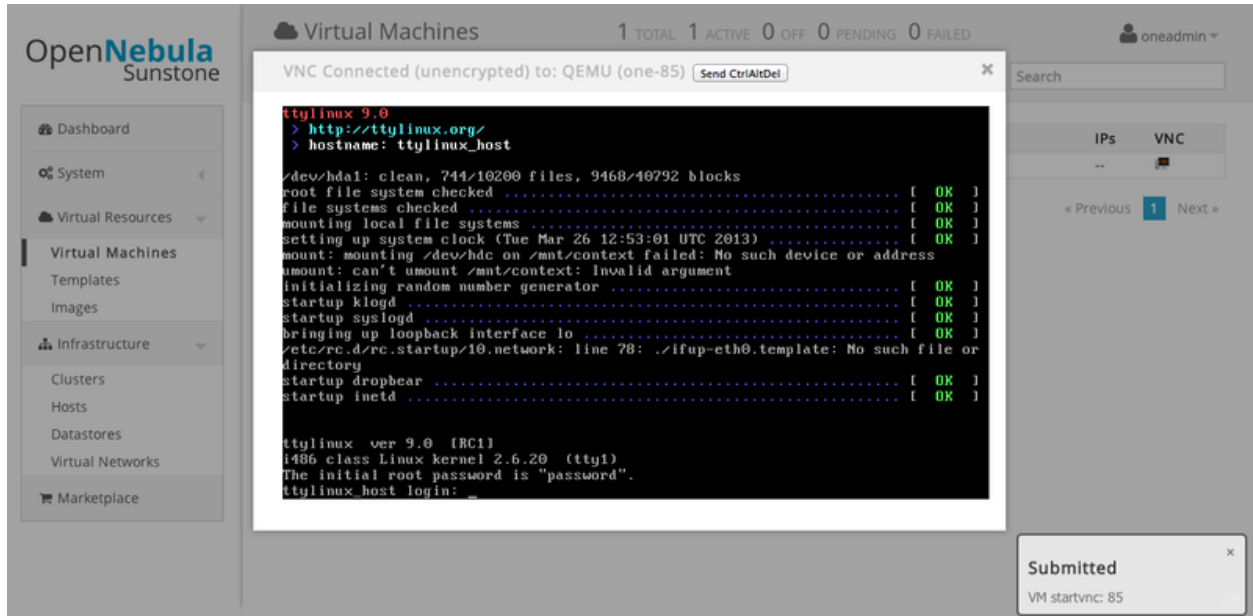 OpenNebula
Sunstone
Virtual Machines 1 TOTAL 1 ACTIVE 0 OFF 0 PENDING 0 FAILED
oneadmin
VNC Connected (unencrypted) to: QEMU (one-85) Send CtrlAltDel ×
Search
Dashboard
System
Virtual Resources
Virtual Machines
Templates
Images
Infrastructure
Clusters
Hosts
Datastores
Virtual Networks
Marketplace
ttylinux 9.0
> http://ttylinux.org/
> hostname: ttylinux_host
/dev/hda1: clean, 744/10200 files, 9468/40792 blocks
root file system checked ............................................ [ OK ]
file systems checked ................................................ [ OK ]
mounting local file systems ......................................... [ OK ]
setting up system clock (Tue Mar 26 12:53:01 UTC 2013) .............. [ OK ]
mount: mounting /dev/hdc on /mnt/context failed: No such device or address
umount: can't umount /mnt/context: Invalid argument
initializing random number generator ................................ [ OK ]
startup klogd ....................................................... [ OK ]
startup syslogd ..................................................... [ OK ]
bringing up loopback interface lo ................................... [ OK ]
/etc/rc.d/rc.startup/10.network: line 78: ./ifup-eth0.template: No such file or
directory
startup dropbear .................................................... [ OK ]
startup inetd ....................................................... [ OK ]
ttylinux ver 9.0 [RC1]
i486 class Linux kernel 2.6.20 (tty1)
The initial root password is "password".
ttylinux_host login: _
IPs VNC
--
« Previous 1 Next »
Submitted ×
VM startvnc: 85